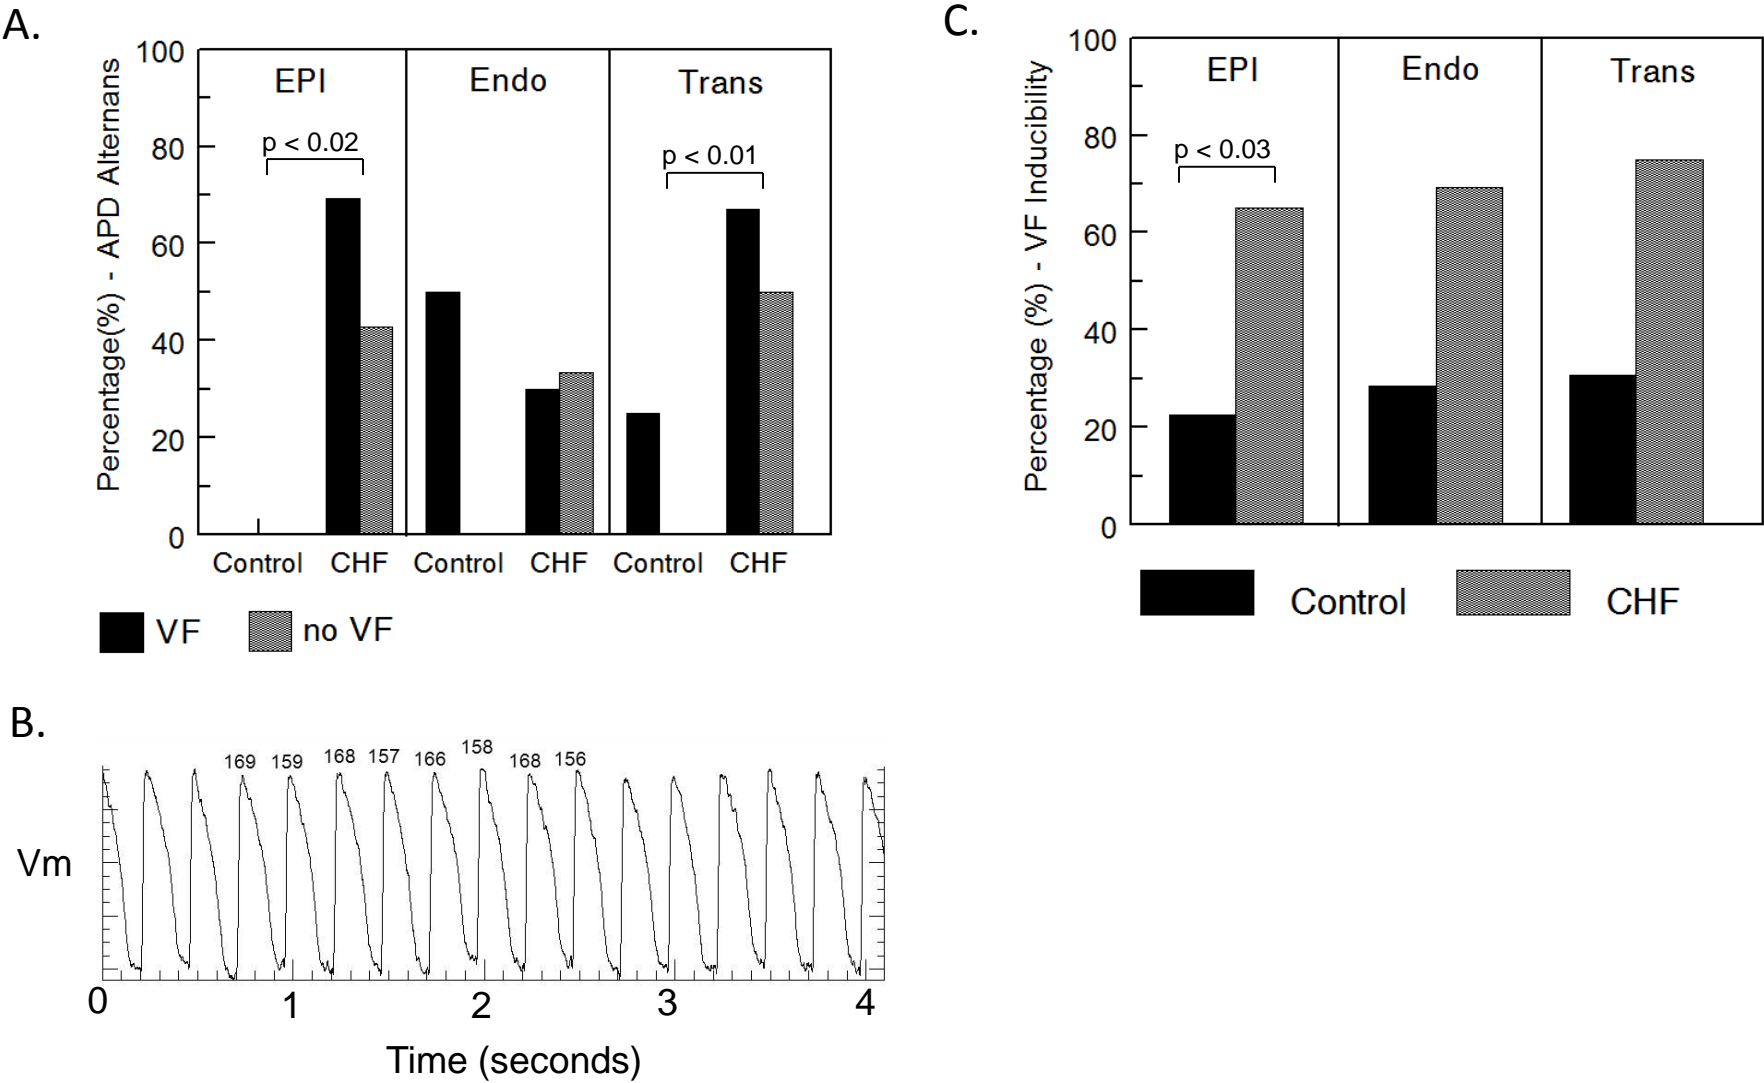 A.
Percentage(%) - APD Alternans
100
80
60
40
20
0
EPI
Endo
Trans
p < 0.02
p < 0.01
Control CHF Control CHF Control CHF
VF no VF
C.
Percentage (%) - VF Inducibility
100
80
60
40
20
0
EPI
Endo
Trans
p < 0.03
Control CHF
B.
Vm
169 159 168 157 166 158 168 156
0 1 2 3 4
Time (seconds)